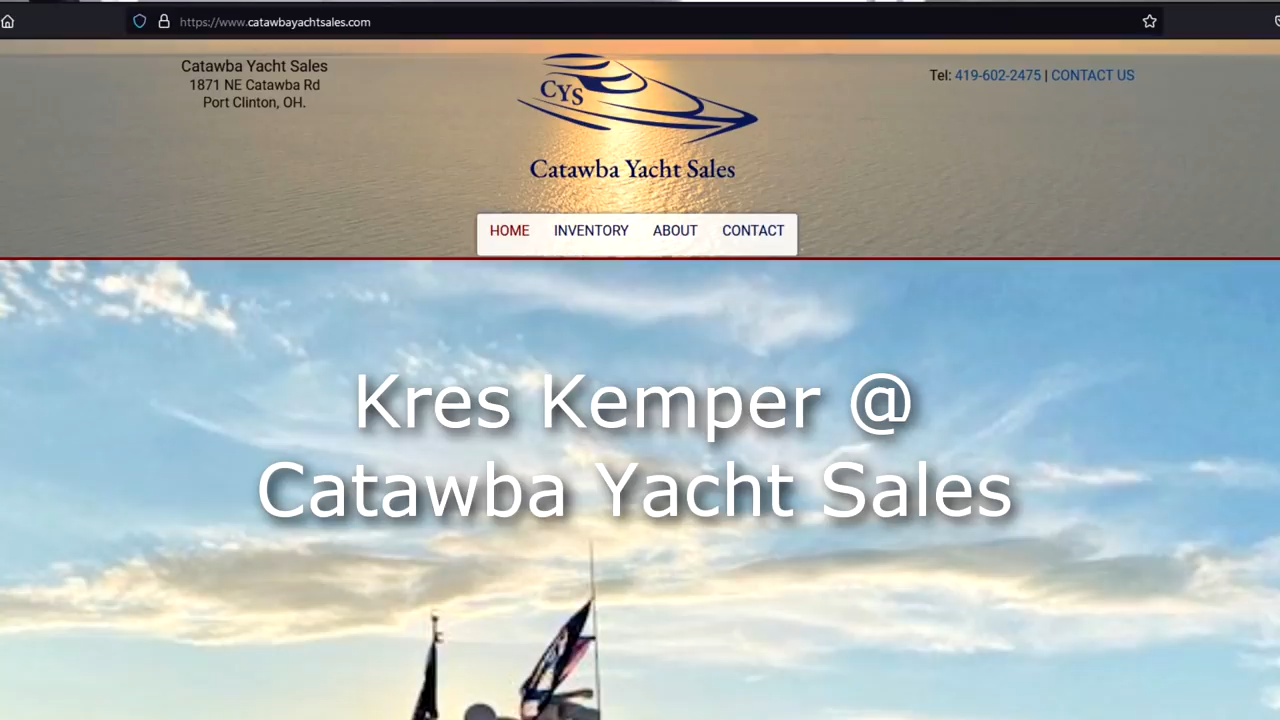 https://www.catawbayachtsales.com
Catawba Yacht Sales
1871 NE Catawba Rd
Port Clinton, OH.
CYS
Catawba Yacht Sales
Tel: 419-602-2475 | CONTACT US
HOME INVENTORY ABOUT CONTACT
Kres Kemper @
Catawba Yacht Sales